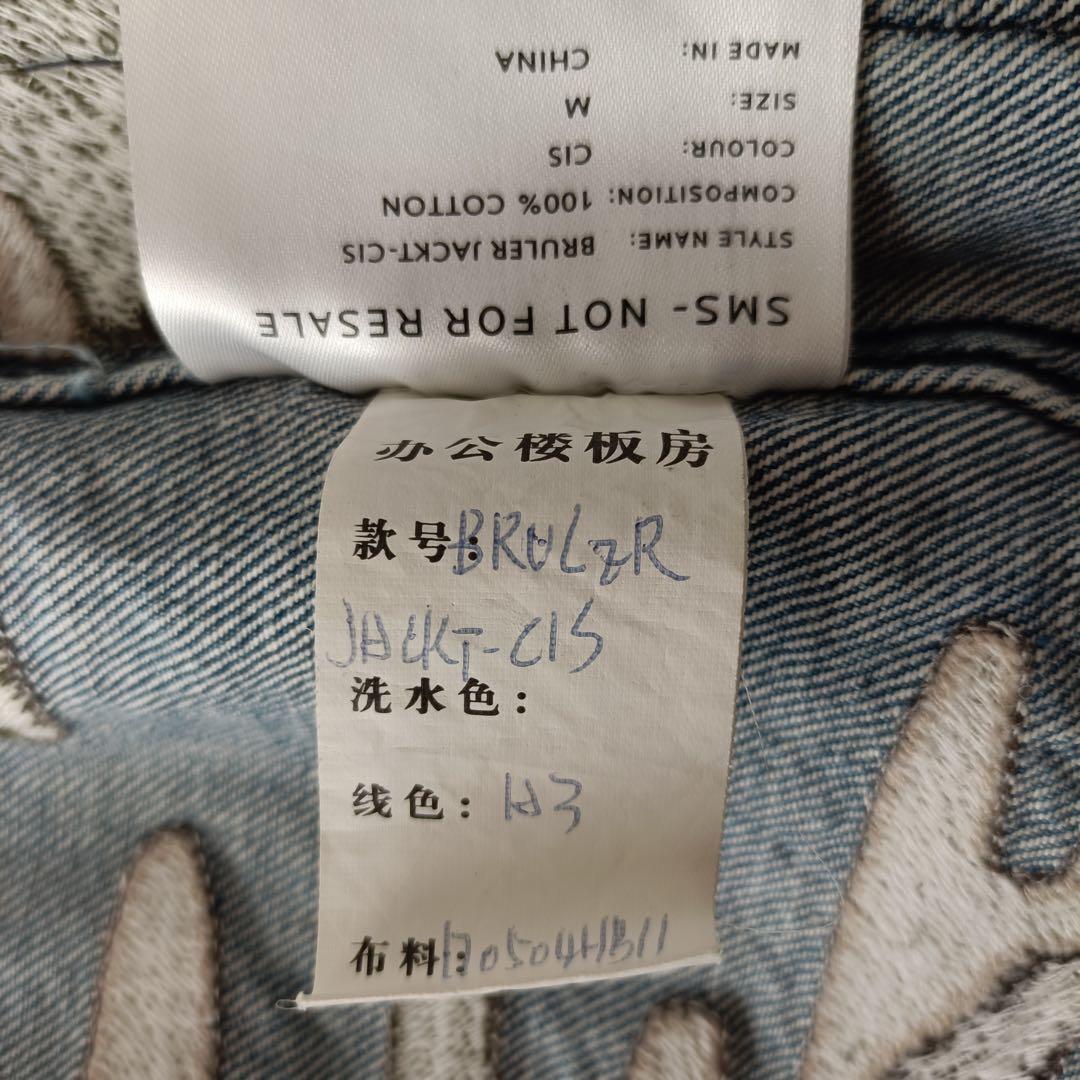 SMS- NOT FOR RESALE
STYLE NAME: BRULER JACKT-CIS
COMPOSITION: 100% COTTON
COLOUR: CIS
SIZE: M
MADE IN: CHINA
办公楼板房
款号: BRULER
JACKT-CIS
洗水色:
线色: A3
布料: